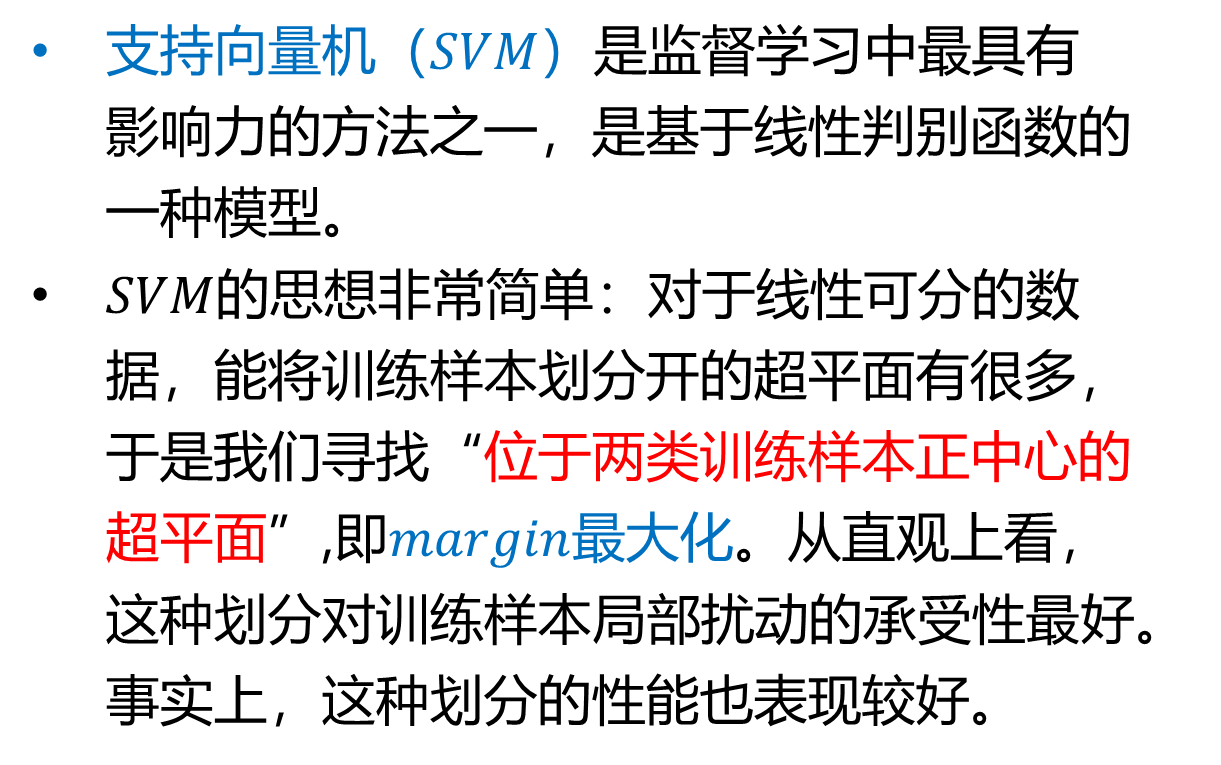 • 支持向量机（SVM）是监督学习中最具有
影响力的方法之一，是基于线性判别函数的
一种模型。
• SVM的思想非常简单：对于线性可分的数
据，能将训练样本划分开的超平面有很多，
于是我们寻找“位于两类训练样本正中心的
超平面”,即margin最大化。从直观上看，
这种划分对训练样本局部扰动的承受性最好。
事实上，这种划分的性能也表现较好。